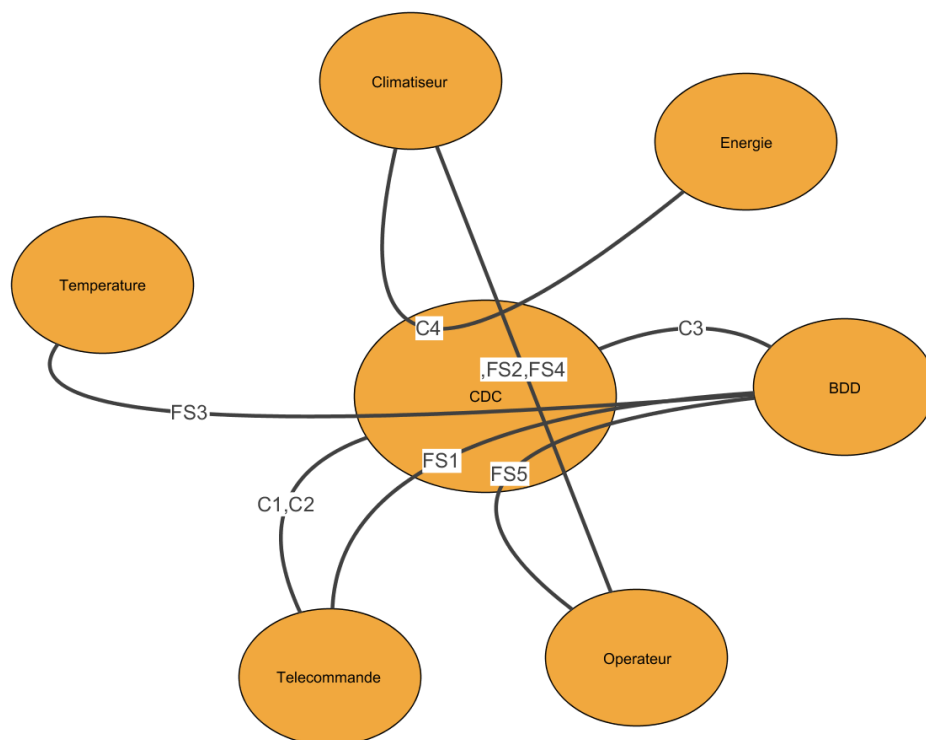 Climatiseur
Energie
Temperature
C4
C3
,FS2,FS4
BDD
CDC
FS3
FS1
FS5
C1,C2
Operateur
Telecommande